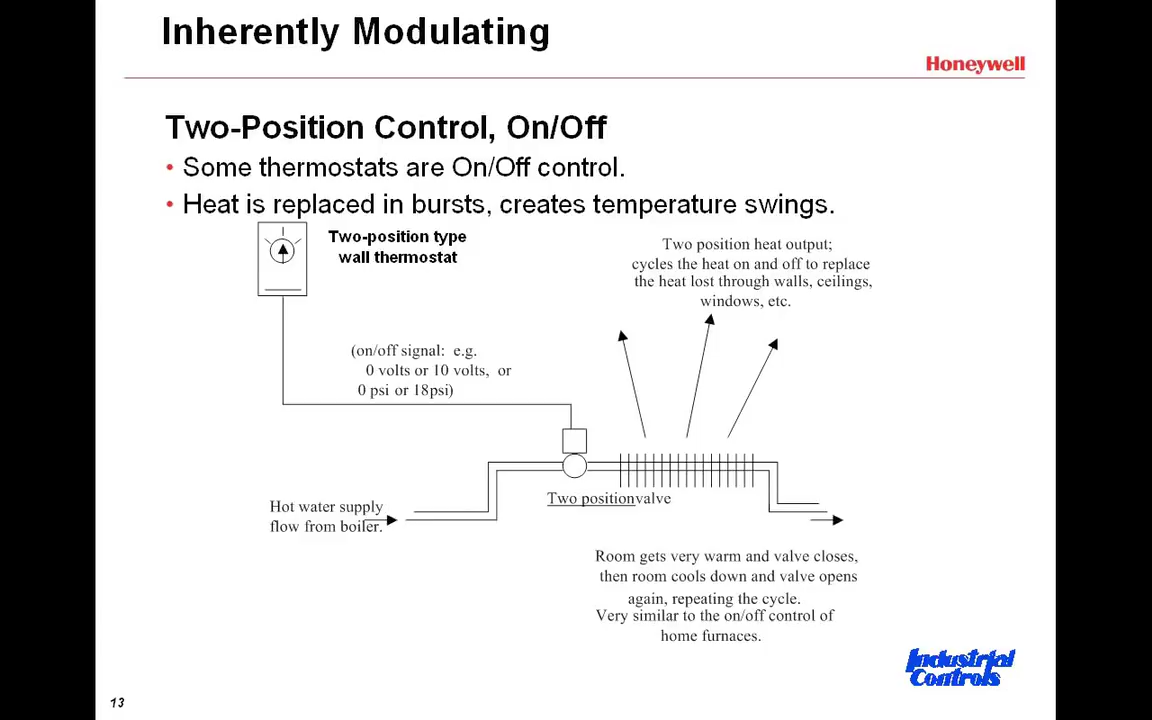 Inherently Modulating
Honeywell
Two-Position Control, On/Off
• Some thermostats are On/Off control.
• Heat is replaced in bursts, creates temperature swings.
Two-position type
wall thermostat
Two position heat output;
cycles the heat on and off to replace
the heat lost through walls, ceilings,
windows, etc.
(on/off signal: e.g.
0 volts or 10 volts, or
0 psi or 18psi)
Two positionvalve
Hot water supply
flow from boiler.
Room gets very warm and valve closes,
then room cools down and valve opens
again, repeating the cycle.
Very similar to the on/off control of
home furnaces.
Industrial
Controls
13